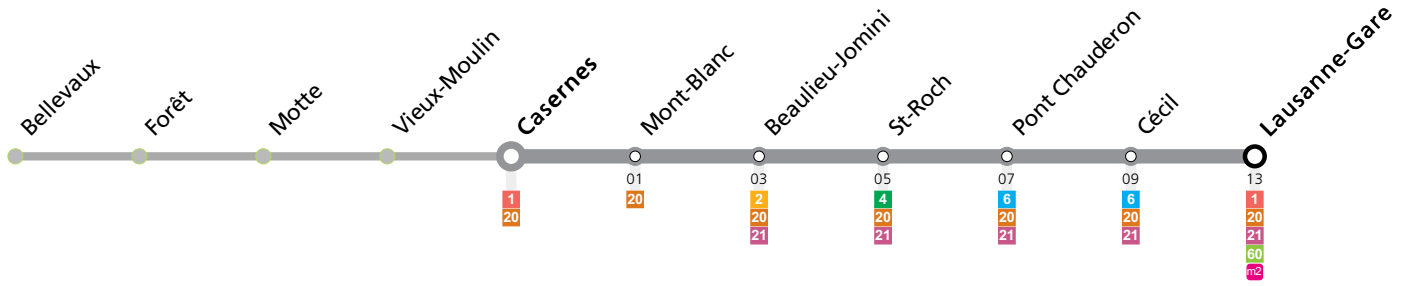 Bellevaux
Forêt
Motte
Vieux-Moulin
Casernes
Mont-Blanc
Beaulieu-Jomini
St-Roch
Pont Chauderon
Cécil
Lausanne-Gare
01 03 05 07 09 13
1 20 2 4 6 6 1
20 20 20 20 20 20
21 21 21 21 21
60
m2